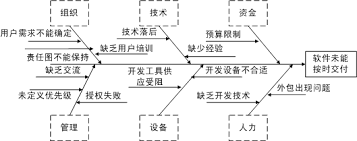 组织
技术
资金
用户需求不能确定
技术落后
预算限制
缺乏用户培训
缺少经验
责任图不能保持
软件未能
按时交付
缺乏交流
开发工具供
应受阻
开发设备不合适
未定义优先级
授权失败
缺乏开发技术
外包出现问题
管理
设备
人力